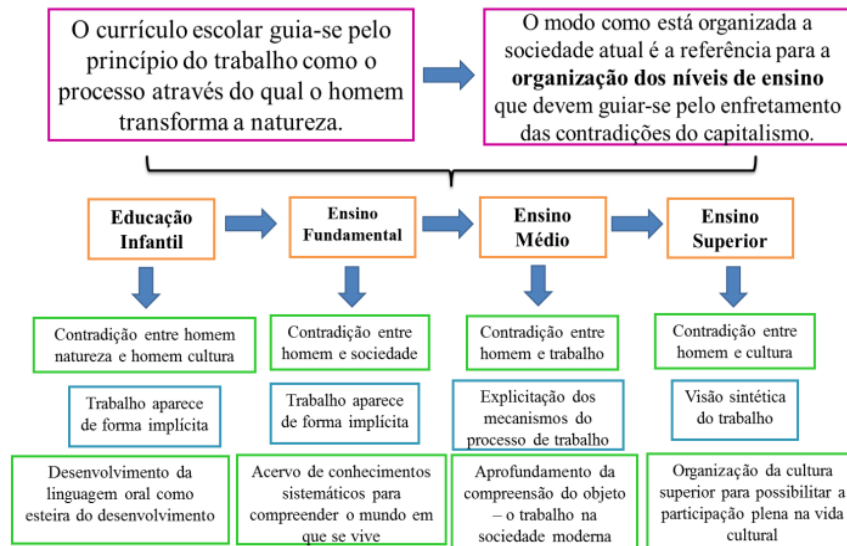 O currículo escolar guia-se pelo
princípio do trabalho como o
processo através do qual o homem
transforma a natureza.
O modo como está organizada a
sociedade atual é a referência para a
organização dos níveis de ensino
que devem guiar-se pelo enfretamento
das contradições do capitalismo.
Educação
Infantil
Ensino
Fundamental
Ensino
Médio
Ensino
Superior
Contradição entre homem
natureza e homem cultura
Contradição entre
homem e sociedade
Contradição entre
homem e trabalho
Contradição entre
homem e cultura
Trabalho aparece
de forma implícita
Trabalho aparece
de forma implícita
Explicitação dos
mecanismos do
processo de trabalho
Visão sintética
do trabalho
Desenvolvimento da
linguagem oral como
esteira do desenvolvimento
Acervo de conhecimentos
sistemáticos para
compreender o mundo em
que se vive
Aprofundamento da
compreensão do objeto
– o trabalho na
sociedade moderna
Organização da cultura
superior para possibilitar a
participação plena na vida
cultural